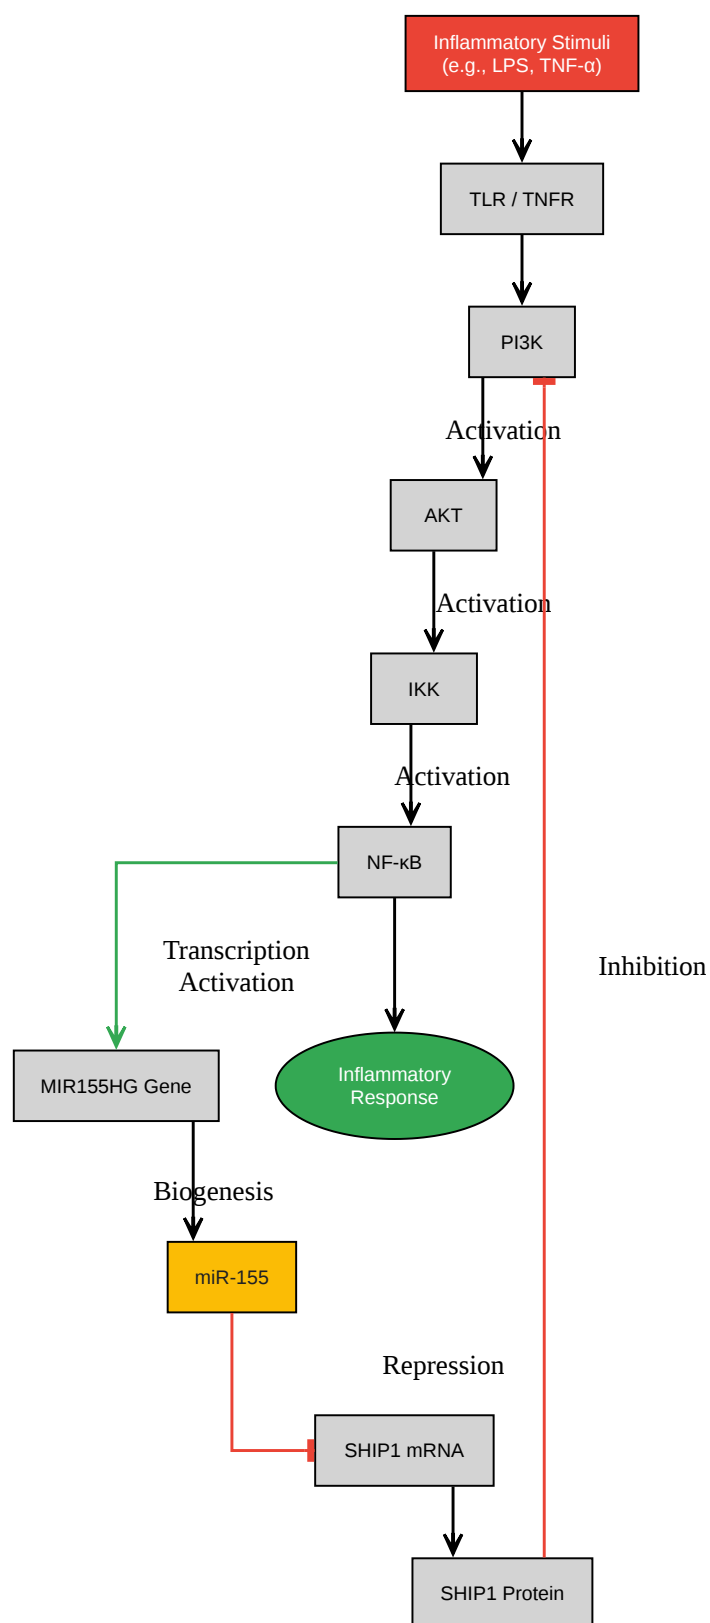 Inflammatory Stimuli
(e.g., LPS, TNF-α)
TLR / TNFR
PI3K
Activation
AKT
Activation
IKK
Activation
NF-κB
Transcription
Activation
Inhibition
MIR155HG Gene
Inflammatory
Response
Biogenesis
miR-155
Repression
SHIP1 mRNA
SHIP1 Protein